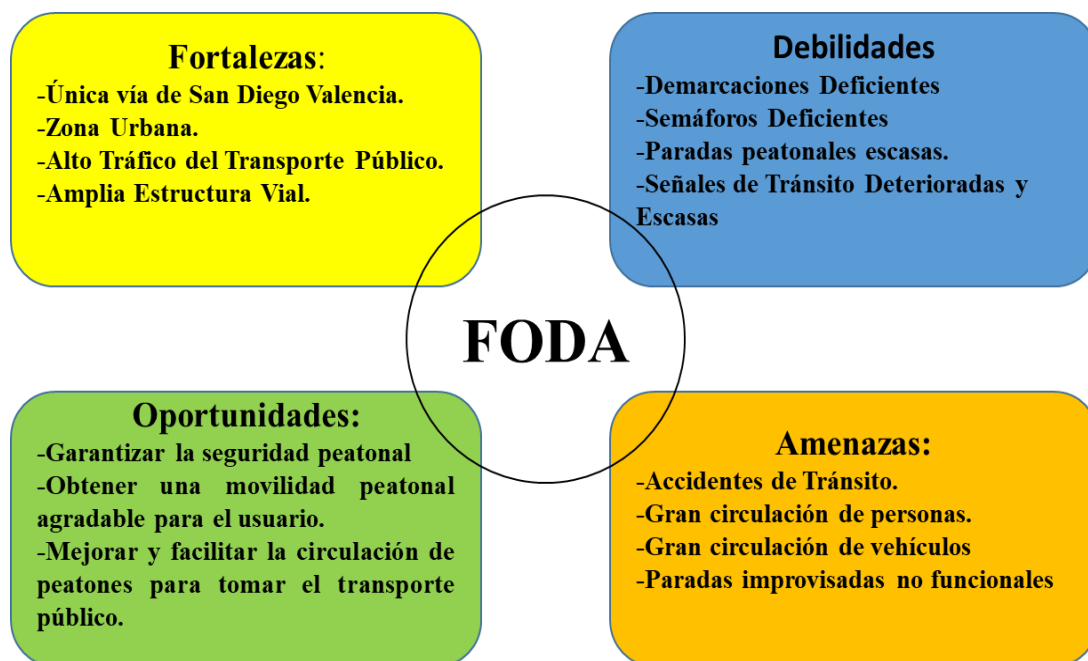 Fortalezas:
-Única vía de San Diego Valencia.
-Zona Urbana.
-Alto Tráfico del Transporte Público.
-Amplia Estructura Vial.
Debilidades
-Demarcaciones Deficientes
-Semáforos Deficientes
-Paradas peatonales escasas.
-Señales de Tránsito Deterioradas y
Escasas
FODA
Oportunidades:
-Garantizar la seguridad peatonal
-Obtener una movilidad peatonal
agradable para el usuario.
-Mejorar y facilitar la circulación de
peatones para tomar el transporte
público.
Amenazas:
-Accidentes de Tránsito.
-Gran circulación de personas.
-Gran circulación de vehículos
-Paradas improvisadas no funcionales